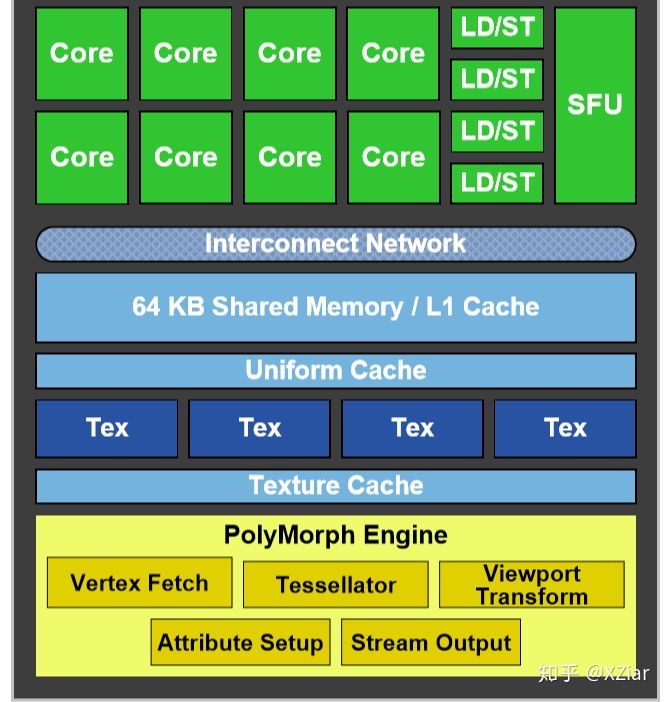 Core Core Core Core LD/ST
LD/ST
SFU
Core Core Core Core LD/ST
LD/ST
Interconnect Network
64 KB Shared Memory / L1 Cache
Uniform Cache
Tex Tex Tex Tex
Texture Cache
PolyMorph Engine
Vertex Fetch Tessellator Viewport
Transform
Attribute Setup Stream Output
知乎 @XZiar